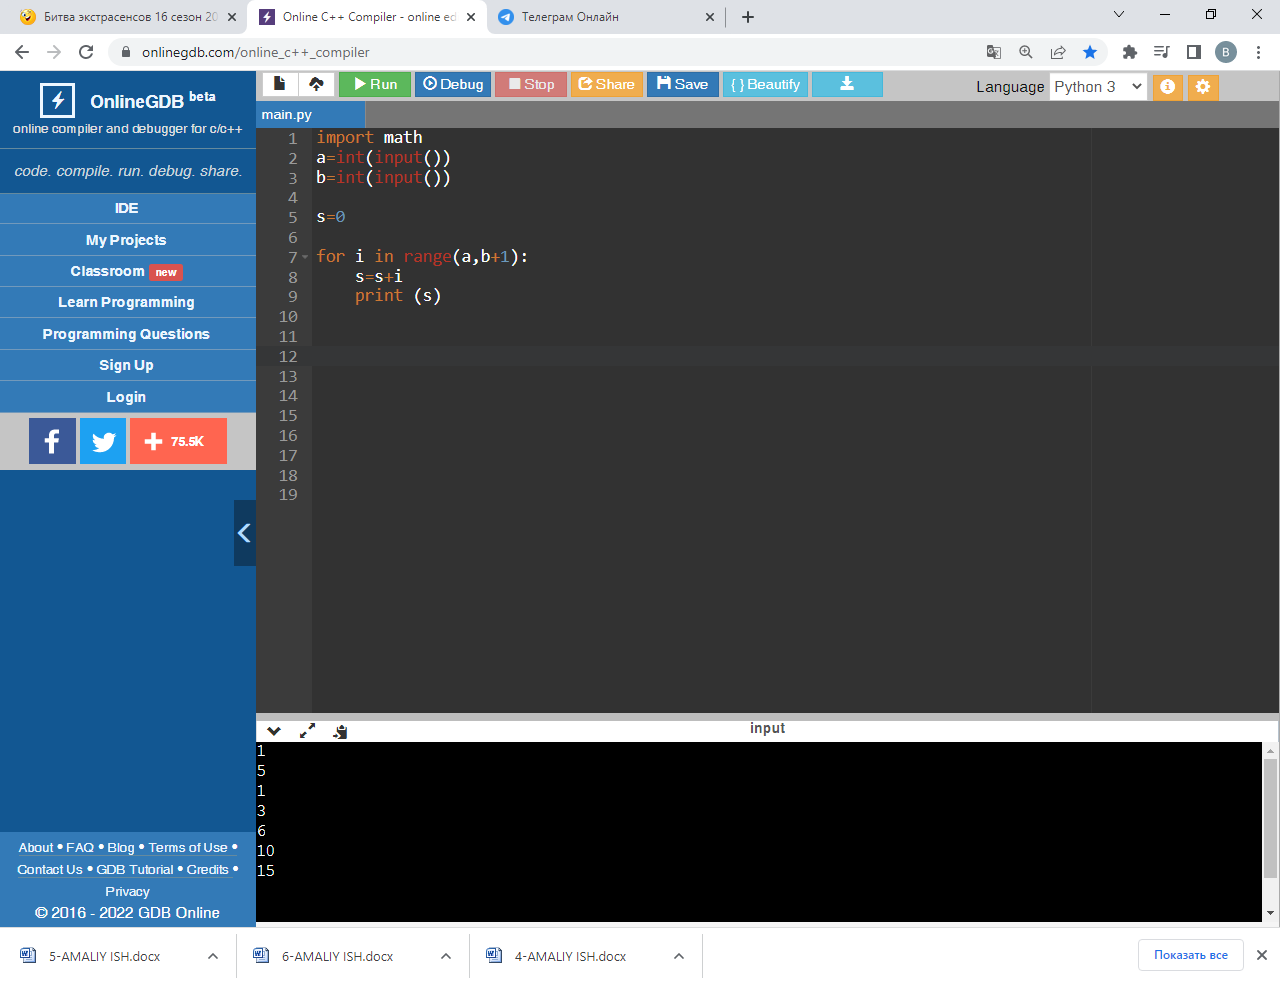 Битва экстрасенсов 16 сезон 20
Online C++ Compiler - online ed
Телеграм Онлайн
onlinegdb.com/online_c++_compiler
B
OnlineGDB beta
online compiler and debugger for c/c++
code. compile. run. debug. share.
IDE
My Projects
Classroom new
Learn Programming
Programming Questions
Sign Up
Login
75.5K
About • FAQ • Blog • Terms of Use •
Contact Us • GDB Tutorial • Credits •
Privacy
© 2016 - 2022 GDB Online
Run Debug Stop Share Save { } Beautify
Language Python 3
main.py
1 import math
2 a=int(input())
3 b=int(input())
4
5 s=0
6
7 for i in range(a,b+1):
8 s=s+i
9 print (s)
10
11
12
13
14
15
16
17
18
19
input
1
5
1
3
6
10
15
5-AMALIY ISH.docx
6-AMALIY ISH.docx
4-AMALIY ISH.docx
Показать все